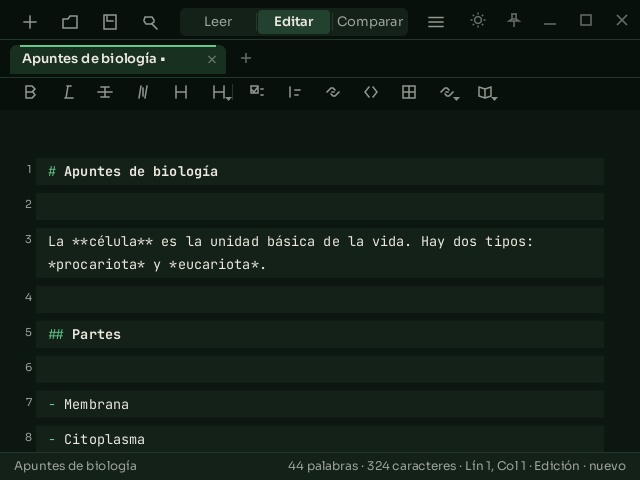 Leer Editar Comparar
Apuntes de biología
1 # Apuntes de biología
2
3 La **célula** es la unidad básica de la vida. Hay dos tipos:
*procariota* y *eucariota*.
4
5 ## Partes
6
7 - Membrana
8 - Citoplasma
Apuntes de biología 44 palabras · 324 caracteres · Lín 1, Col 1 · Edición · nuevo